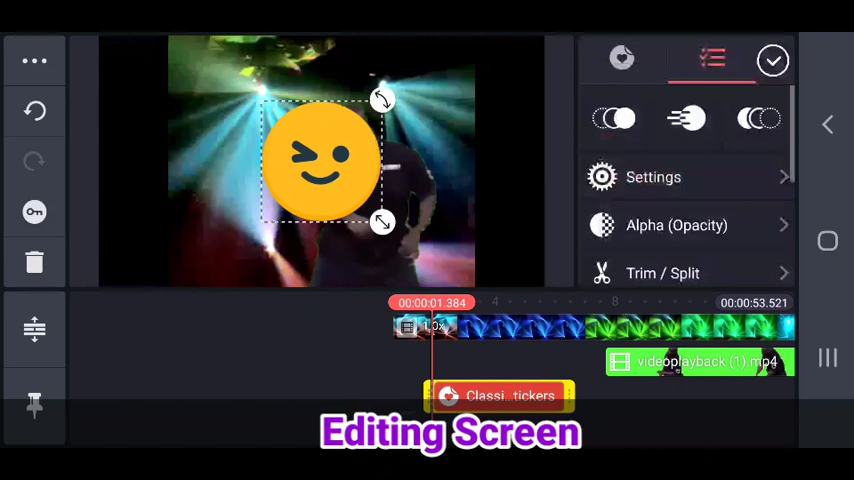 Settings
Alpha (Opacity)
Trim / Split
00:00:01.384
4
8
00:00:53.521
1.0x
videoplayback (1).mp4
Classi...tickers
Editing Screen